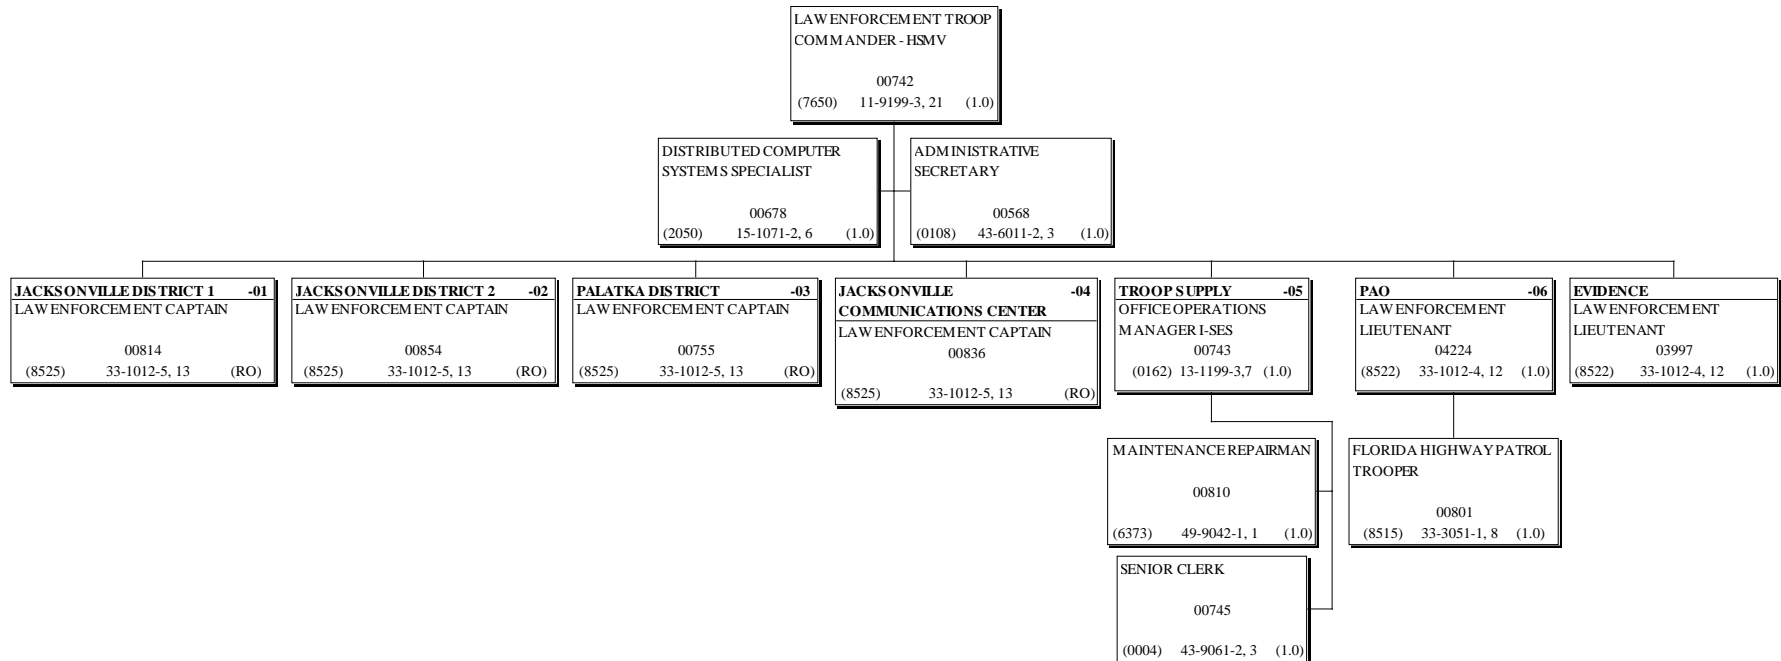 LAW ENFORCEMENT TROOP
COMMANDER - HSMV
00742
(7650) 11-9199-3, 21 (1.0)
DISTRIBUTED COMPUTER
SYSTEMS SPECIALIST
00678
(2050) 15-1071-2, 6 (1.0)
ADMINISTRATIVE
SECRETARY
00568
(0108) 43-6011-2, 3 (1.0)
JACKSONVILLE DISTRICT 1 -01
LAW ENFORCEMENT CAPTAIN
00814
(8525) 33-1012-5, 13 (RO)
JACKSONVILLE DISTRICT 2 -02
LAW ENFORCEMENT CAPTAIN
00854
(8525) 33-1012-5, 13 (RO)
PALATKA DISTRICT -03
LAW ENFORCEMENT CAPTAIN
00755
(8525) 33-1012-5, 13 (RO)
JACKSONVILLE -04
COMMUNICATIONS CENTER
LAW ENFORCEMENT CAPTAIN
00836
(8525) 33-1012-5, 13 (RO)
TROOP SUPPLY -05
OFFICE OPERATIONS
MANAGER I-SES
00743
(0162) 13-1199-3,7 (1.0)
PAO -06
LAW ENFORCEMENT
LIEUTENANT
04224
(8522) 33-1012-4, 12 (1.0)
EVIDENCE
LAW ENFORCEMENT
LIEUTENANT
03997
(8522) 33-1012-4, 12 (1.0)
MAINTENANCE REPAIRMAN
00810
(6373) 49-9042-1, 1 (1.0)
FLORIDA HIGHWAY PATROL
TROOPER
00801
(8515) 33-3051-1, 8 (1.0)
SENIOR CLERK
00745
(0004) 43-9061-2, 3 (1.0)